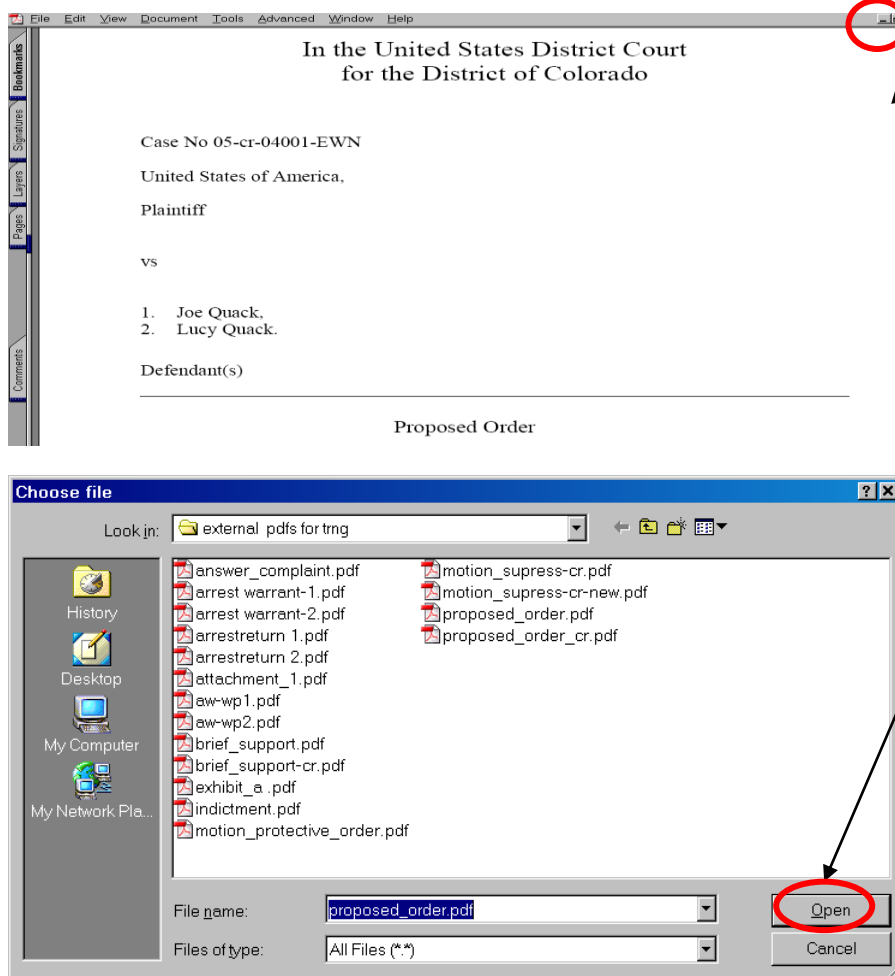 File Edit View Document Tools Advanced Window Help
Bookmarks
Signatures
Layers
Pages
Comments
In the United States District Court
for the District of Colorado
Case No 05-cr-04001-EWN
United States of America,
Plaintiff
vs
1. Joe Quack,
2. Lucy Quack.
Defendant(s)
Proposed Order
Choose file
Look in: external pdfs for trng
History
Desktop
My Computer
My Network Pla...
answer_complaint.pdf
arrest warrant-1.pdf
arrest warrant-2.pdf
arrestreturn 1.pdf
arrestreturn 2.pdf
attachment_1.pdf
aw-wp1.pdf
aw-wp2.pdf
brief_support.pdf
brief_support-cr.pdf
exhibit_a .pdf
indictment.pdf
motion_protective_order.pdf
motion_supress-cr.pdf
motion_supress-cr-new.pdf
proposed_order.pdf
proposed_order_cr.pdf
File name: proposed_order.pdf Open
Files of type: All Files (*.*) Cancel